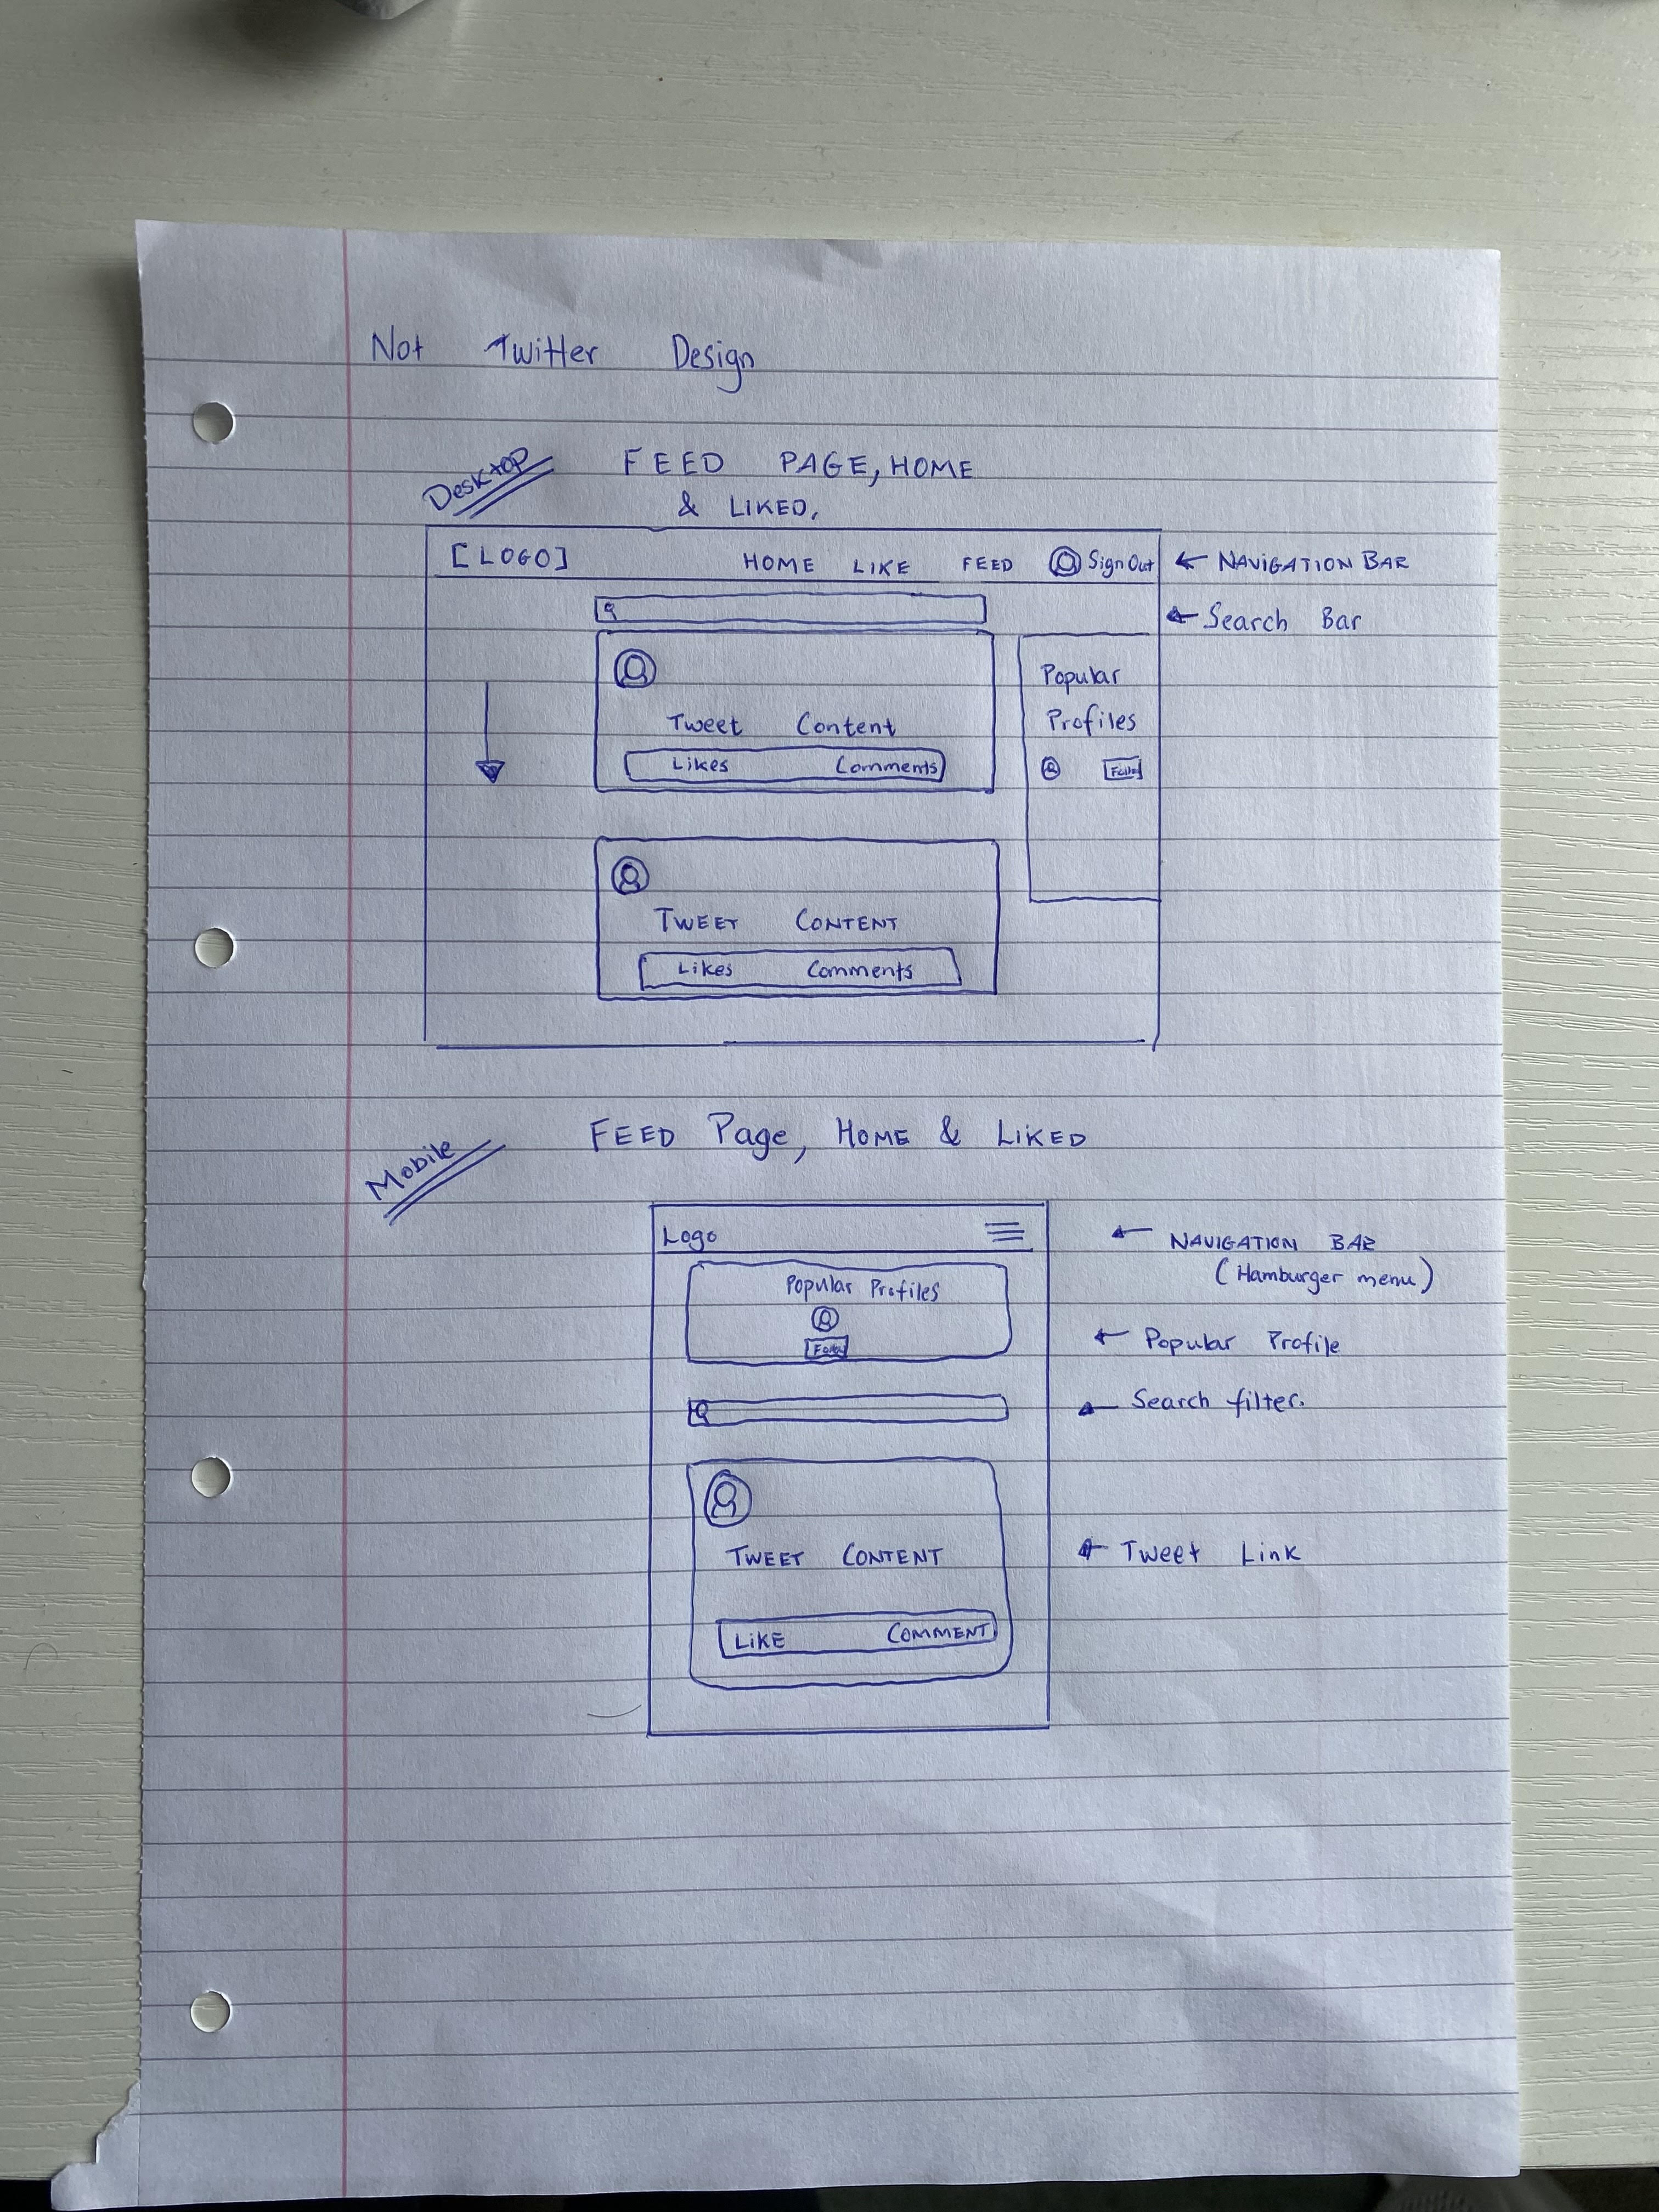 Not Twitter Design
Desktop
FEED PAGE, HOME
& LIKED,
[LOGO] HOME LIKE FEED Sign Out ← NAVIGATION BAR
← Search Bar
Popular
Profiles
Tweet Content
Likes Comments
Follow
TWEET CONTENT
Likes Comments
Mobile
FEED Page, HOME & LIKED
Logo
← NAVIGATION BAR
(Hamburger menu)
Popular Profiles
Follow
← Popular Profile
← Search filter.
TWEET CONTENT
← Tweet Link
LIKE COMMENT